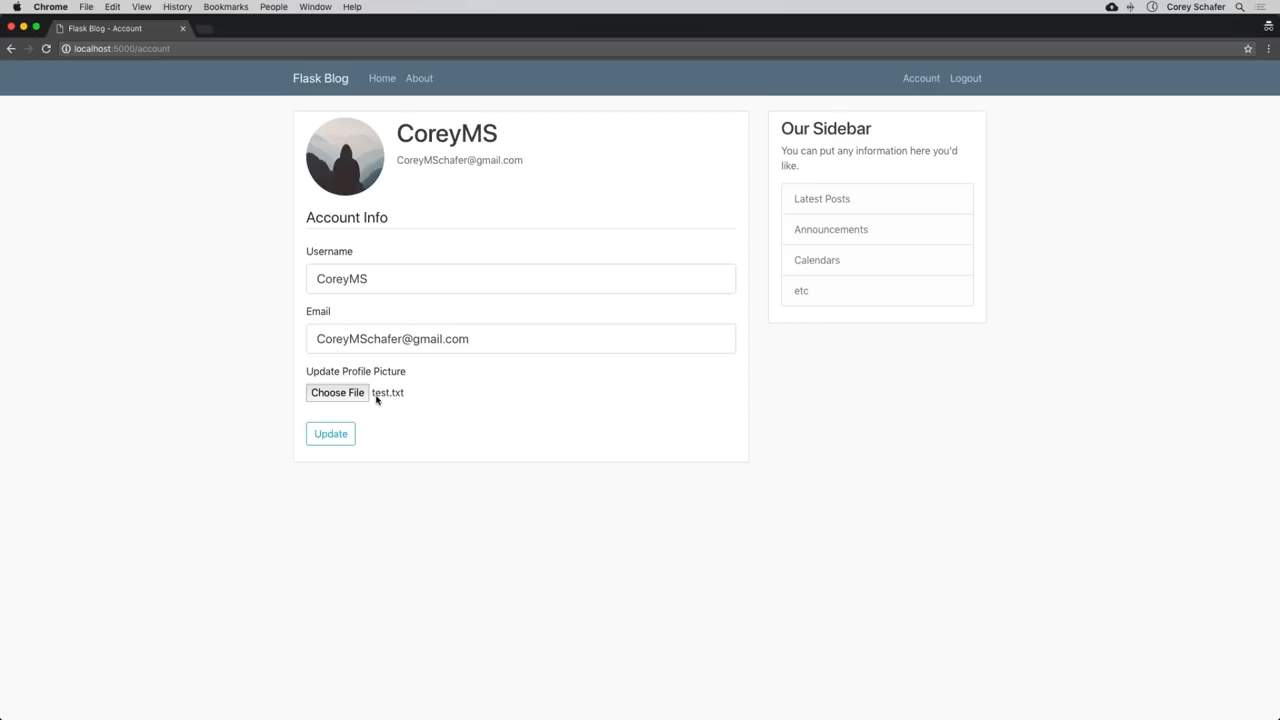 Chrome File Edit View History Bookmarks People Window Help Corey Schafer
Flask Blog - Account
localhost:5000/account
Flask Blog Home About Account Logout
CoreyMS
CoreyMSchafer@gmail.com
Account Info
Username
CoreyMS
Email
CoreyMSchafer@gmail.com
Update Profile Picture
Choose File test.txt
Update
Our Sidebar
You can put any information here you'd
like.
Latest Posts
Announcements
Calendars
etc